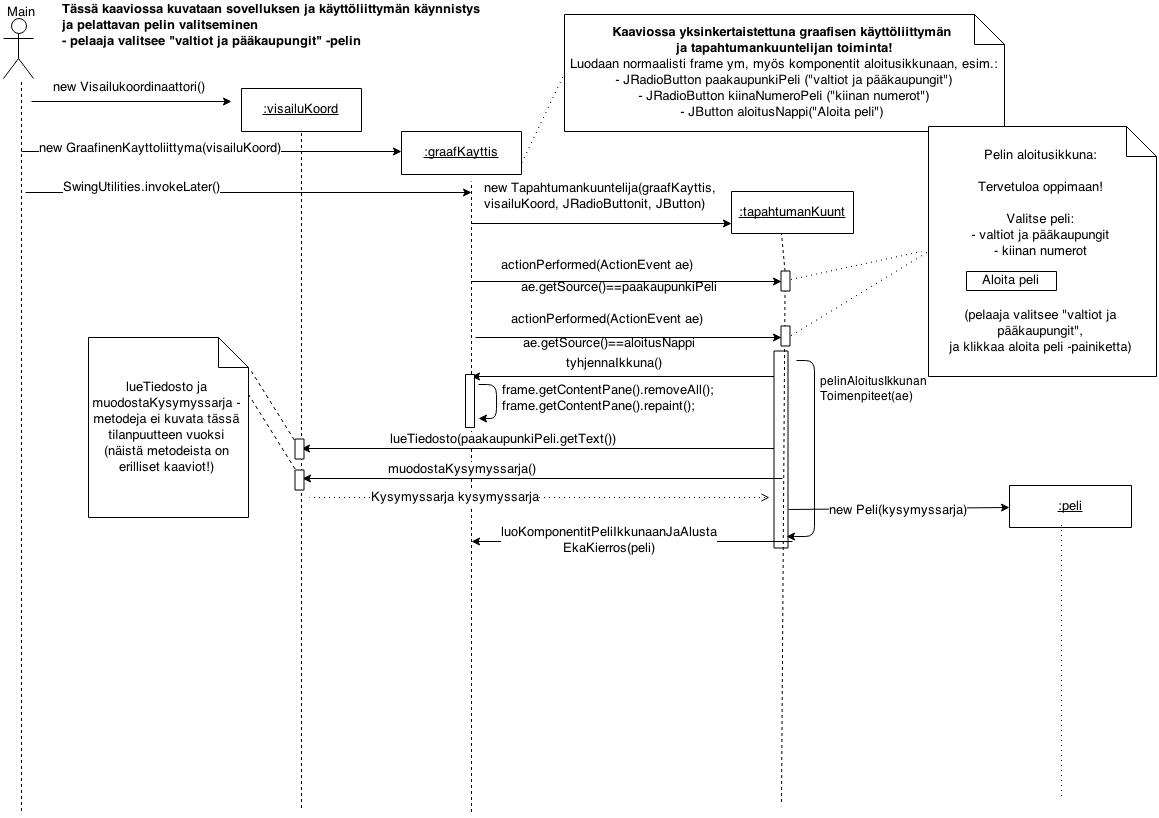 Main
Tässä kaaviossa kuvataan sovelluksen ja käyttöliittymän käynnistys
ja pelattavan pelin valitseminen
- pelaaja valitsee "valtiot ja pääkaupungit" -pelin
Kaaviossa yksinkertaistettuna graafisen käyttöliittymän
ja tapahtumankuuntelijan toiminta!
Luodaan normaalisti frame ym, myös komponentit aloitusikkunaan, esim.:
- JRadioButton paakaupunkiPeli ("valtiot ja pääkaupungit")
- JRadioButton kiinaNumeroPeli ("kiinan numerot")
- JButton aloitusNappi("Aloita peli")
new Visailukoordinaattori()
:visailuKoord
new GraafinenKayttoliittyma(visailuKoord)
:graafKayttis
Pelin aloitusikkuna:
Tervetuloa oppimaan!
Valitse peli:
- valtiot ja pääkaupungit
- kiinan numerot
Aloita peli
(pelaaja valitsee "valtiot ja
pääkaupungit",
ja klikkaa aloita peli -painiketta)
SwingUtilities.invokeLater()
new Tapahtumankuuntelija(graafKayttis,
visailuKoord, JRadioButtonit, JButton)
:tapahtumanKuunt
actionPerformed(ActionEvent ae)
ae.getSource()==paakaupunkiPeli
actionPerformed(ActionEvent ae)
ae.getSource()==aloitusNappi
tyhjennaIkkuna()
pelinAloitusIkkunan
Toimenpiteet(ae)
frame.getContentPane().removeAll();
frame.getContentPane().repaint();
lueTiedosto ja
muodostaKysymyssarja -
metodeja ei kuvata tässä
tilanpuutteen vuoksi
(näistä metodeista on
erilliset kaaviot!)
lueTiedosto(paakaupunkiPeli.getText())
muodostaKysymyssarja()
Kysymyssarja kysymyssarja
new Peli(kysymyssarja)
:peli
luoKomponentitPeliIkkunaanJaAlusta
EkaKierros(peli)